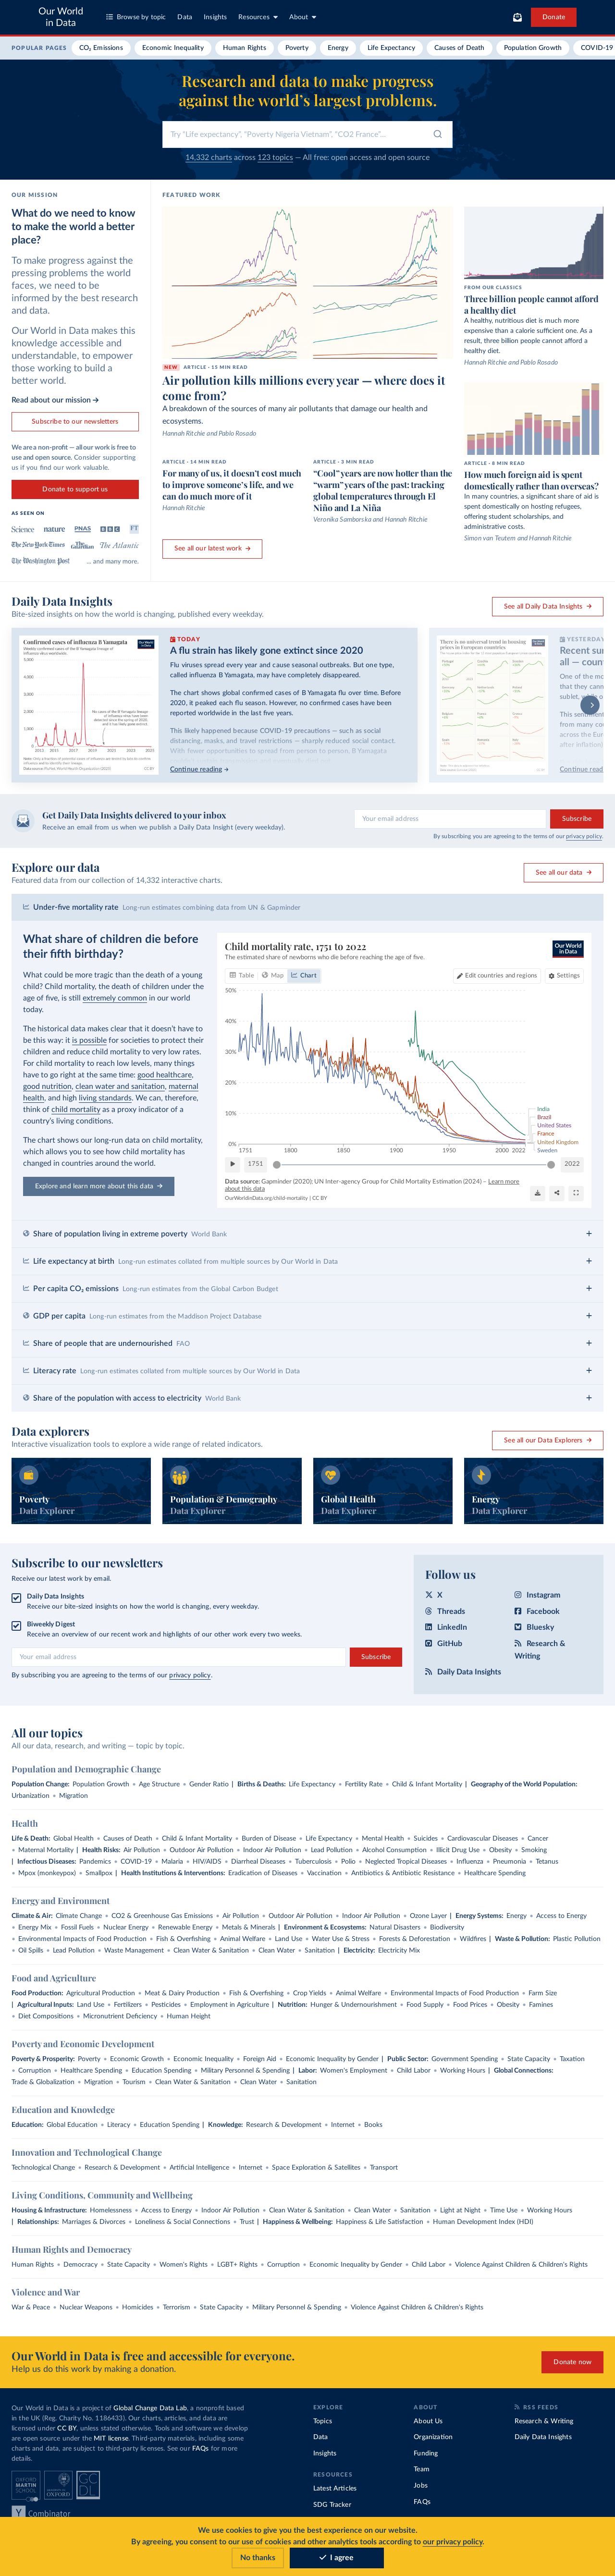 Our World
in Data
Browse by topic
Data
Insights
Resources
About
Donate
POPULAR PAGES
CO₂ Emissions
Economic Inequality
Human Rights
Poverty
Energy
Life Expectancy
Causes of Death
Population Growth
COVID-19
Research and data to make progress
against the world’s largest problems.
Try "Life expectancy", "Poverty Nigeria Vietnam", "CO2 France"...
14,332 charts across 123 topics — All free: open access and open source
OUR MISSION
What do we need to know
to make the world a better
place?
To make progress against the
pressing problems the world
faces, we need to be
informed by the best research
and data.
Our World in Data makes this
knowledge accessible and
understandable, to empower
those working to build a
better world.
Read about our mission →
Subscribe to our newsletters
We are a non-profit — all our work is free to
use and open source. Consider supporting
us if you find our work valuable.
Donate to support us
AS SEEN ON
Science
nature
PNAS
BBC
FT
The New York Times
The Guardian
The Atlantic
The Washington Post
... and many more.
FEATURED WORK
NEW ARTICLE · 15 MIN READ
Air pollution kills millions every year — where does it
come from?
A breakdown of the sources of many air pollutants that damage our health and
ecosystems.
Hannah Ritchie and Pablo Rosado
ARTICLE · 14 MIN READ
For many of us, it doesn’t cost much
to improve someone’s life, and we
can do much more of it
Hannah Ritchie
ARTICLE · 3 MIN READ
“Cool” years are now hotter than the
“warm” years of the past: tracking
global temperatures through El
Niño and La Niña
Veronika Samborska and Hannah Ritchie
See all our latest work →
FROM OUR CLASSICS
Three billion people cannot afford
a healthy diet
A healthy, nutritious diet is much more
expensive than a calorie sufficient one. As a
result, three billion people cannot afford a
healthy diet.
Hannah Ritchie and Pablo Rosado
ARTICLE · 8 MIN READ
How much foreign aid is spent
domestically rather than overseas?
In many countries, a significant share of aid is
spent domestically on hosting refugees,
offering student scholarships, and
administrative costs.
Simon van Teutem and Hannah Ritchie
Daily Data Insights
Bite-sized insights on how the world is changing, published every weekday.
See all Daily Data Insights →
Confirmed cases of influenza B Yamagata
TODAY
A flu strain has likely gone extinct since 2020
Flu viruses spread every year and cause seasonal outbreaks. But one type,
called influenza B Yamagata, may have completely disappeared.
The chart shows global confirmed cases of B Yamagata flu over time. Before
2020, it peaked each flu season. However, no confirmed cases have been
reported worldwide in the last five years.
This likely happened because COVID-19 precautions — such as social
distancing, masks, and travel restrictions — sharply reduced social contact.
With fewer opportunities to spread from person to person, B Yamagata
Continue reading →
There is no universal trend in housing
prices in European countries
YESTERDAY
Recent sur
all — count
One of the mo
that they cann
This sentiment
from many co
across the Eur
after inflation)
Continue read
Get Daily Data Insights delivered to your inbox
Receive an email from us when we publish a Daily Data Insight (every weekday).
Your email address
Subscribe
By subscribing you are agreeing to the terms of our privacy policy.
Explore our data
Featured data from our collection of 14,332 interactive charts.
See all our data →
Under-five mortality rate Long-run estimates combining data from UN & Gapminder
What share of children die before
their fifth birthday?
What could be more tragic than the death of a young
child? Child mortality, the death of children under the
age of five, is still extremely common in our world
today.
The historical data makes clear that it doesn’t have to
be this way: it is possible for societies to protect their
children and reduce child mortality to very low rates.
For child mortality to reach low levels, many things
have to go right at the same time: good healthcare,
good nutrition, clean water and sanitation, maternal
health, and high living standards. We can, therefore,
think of child mortality as a proxy indicator of a
country’s living conditions.
The chart shows our long-run data on child mortality,
which allows you to see how child mortality has
changed in countries around the world.
Explore and learn more about this data →
Child mortality rate, 1751 to 2022
The estimated share of newborns who die before reaching the age of five.
Our World
in Data
Table
Map
Chart
Edit countries and regions
Settings
50%
40%
30%
20%
10%
0%
1751
1800
1850
1900
1950
2000
2022
India
Brazil
United States
France
United Kingdom
Sweden
1751
2022
Data source: Gapminder (2020); UN Inter-agency Group for Child Mortality Estimation (2024) – Learn more
about this data
OurWorldinData.org/child-mortality | CC BY
Share of population living in extreme poverty World Bank
Life expectancy at birth Long-run estimates collated from multiple sources by Our World in Data
Per capita CO₂ emissions Long-run estimates from the Global Carbon Budget
GDP per capita Long-run estimates from the Maddison Project Database
Share of people that are undernourished FAO
Literacy rate Long-run estimates collated from multiple sources by Our World in Data
Share of the population with access to electricity World Bank
Data explorers
Interactive visualization tools to explore a wide range of related indicators.
See all our Data Explorers →
Poverty
Data Explorer
Population & Demography
Data Explorer
Global Health
Data Explorer
Energy
Data Explorer
Subscribe to our newsletters
Receive our latest work by email.
Daily Data Insights
Receive our bite-sized insights on how the world is changing, every weekday.
Biweekly Digest
Receive an overview of our recent work and highlights of our other work every two weeks.
Your email address
Subscribe
By subscribing you are agreeing to the terms of our privacy policy.
Follow us
X
Threads
LinkedIn
GitHub
Daily Data Insights
Instagram
Facebook
Bluesky
Research &
Writing
All our topics
All our data, research, and writing — topic by topic.
Population and Demographic Change
Population Change: Population Growth • Age Structure • Gender Ratio | Births & Deaths: Life Expectancy • Fertility Rate • Child & Infant Mortality | Geography of the World Population:
Urbanization • Migration
Health
Life & Death: Global Health • Causes of Death • Child & Infant Mortality • Burden of Disease • Life Expectancy • Mental Health • Suicides • Cardiovascular Diseases • Cancer
• Maternal Mortality | Health Risks: Air Pollution • Outdoor Air Pollution • Indoor Air Pollution • Lead Pollution • Alcohol Consumption • Illicit Drug Use • Obesity • Smoking
| Infectious Diseases: Pandemics • COVID-19 • Malaria • HIV/AIDS • Diarrheal Diseases • Tuberculosis • Polio • Neglected Tropical Diseases • Influenza • Pneumonia • Tetanus
• Mpox (monkeypox) • Smallpox | Health Institutions & Interventions: Eradication of Diseases • Vaccination • Antibiotics & Antibiotic Resistance • Healthcare Spending
Energy and Environment
Climate & Air: Climate Change • CO2 & Greenhouse Gas Emissions • Air Pollution • Outdoor Air Pollution • Indoor Air Pollution • Ozone Layer | Energy Systems: Energy • Access to Energy
• Energy Mix • Fossil Fuels • Nuclear Energy • Renewable Energy • Metals & Minerals | Environment & Ecosystems: Natural Disasters • Biodiversity
• Environmental Impacts of Food Production • Fish & Overfishing • Animal Welfare • Land Use • Water Use & Stress • Forests & Deforestation • Wildfires | Waste & Pollution: Plastic Pollution
• Oil Spills • Lead Pollution • Waste Management • Clean Water & Sanitation • Clean Water • Sanitation | Electricity: Electricity Mix
Food and Agriculture
Food Production: Agricultural Production • Meat & Dairy Production • Fish & Overfishing • Crop Yields • Animal Welfare • Environmental Impacts of Food Production • Farm Size
| Agricultural Inputs: Land Use • Fertilizers • Pesticides • Employment in Agriculture | Nutrition: Hunger & Undernourishment • Food Supply • Food Prices • Obesity • Famines
• Diet Compositions • Micronutrient Deficiency • Human Height
Poverty and Economic Development
Poverty & Prosperity: Poverty • Economic Growth • Economic Inequality • Foreign Aid • Economic Inequality by Gender | Public Sector: Government Spending • State Capacity • Taxation
• Corruption • Healthcare Spending • Education Spending • Military Personnel & Spending | Labor: Women's Employment • Child Labor • Working Hours | Global Connections:
Trade & Globalization • Migration • Tourism • Clean Water & Sanitation • Clean Water • Sanitation
Education and Knowledge
Education: Global Education • Literacy • Education Spending | Knowledge: Research & Development • Internet • Books
Innovation and Technological Change
Technological Change • Research & Development • Artificial Intelligence • Internet • Space Exploration & Satellites • Transport
Living Conditions, Community and Wellbeing
Housing & Infrastructure: Homelessness • Access to Energy • Indoor Air Pollution • Clean Water & Sanitation • Clean Water • Sanitation • Light at Night • Time Use • Working Hours
| Relationships: Marriages & Divorces • Loneliness & Social Connections • Trust | Happiness & Wellbeing: Happiness & Life Satisfaction • Human Development Index (HDI)
Human Rights and Democracy
Human Rights • Democracy • State Capacity • Women's Rights • LGBT+ Rights • Corruption • Economic Inequality by Gender • Child Labor • Violence Against Children & Children's Rights
Violence and War
War & Peace • Nuclear Weapons • Homicides • Terrorism • State Capacity • Military Personnel & Spending • Violence Against Children & Children's Rights
Our World in Data is free and accessible for everyone.
Help us do this work by making a donation.
Donate now
Our World in Data is a project of Global Change Data Lab, a nonprofit based
in the UK (Reg. Charity No. 1186433). Our charts, articles, and data are
licensed under CC BY, unless stated otherwise. Tools and software we develop
are open source under the MIT license. Third-party materials, including some
charts and data, are subject to third-party licenses. See our FAQs for more
details.
OXFORD
MARTIN
SCHOOL
UNIVERSITY OF
OXFORD
GC
DL
Y Combinator
EXPLORE
Topics
Data
Insights
RESOURCES
Latest Articles
SDG Tracker
ABOUT
About Us
Organization
Funding
Team
Jobs
FAQs
RSS FEEDS
Research & Writing
Daily Data Insights
We use cookies to give you the best experience on our website.
By agreeing, you consent to our use of cookies and other analytics tools according to our privacy policy.
No thanks
I agree